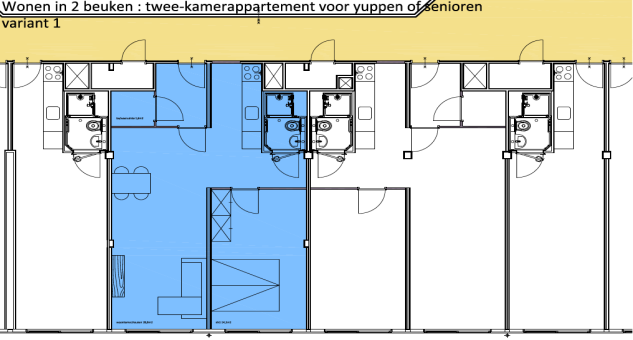 Wonen in 2 beuken : twee-kamerappartement voor yuppen of senioren
variant 1